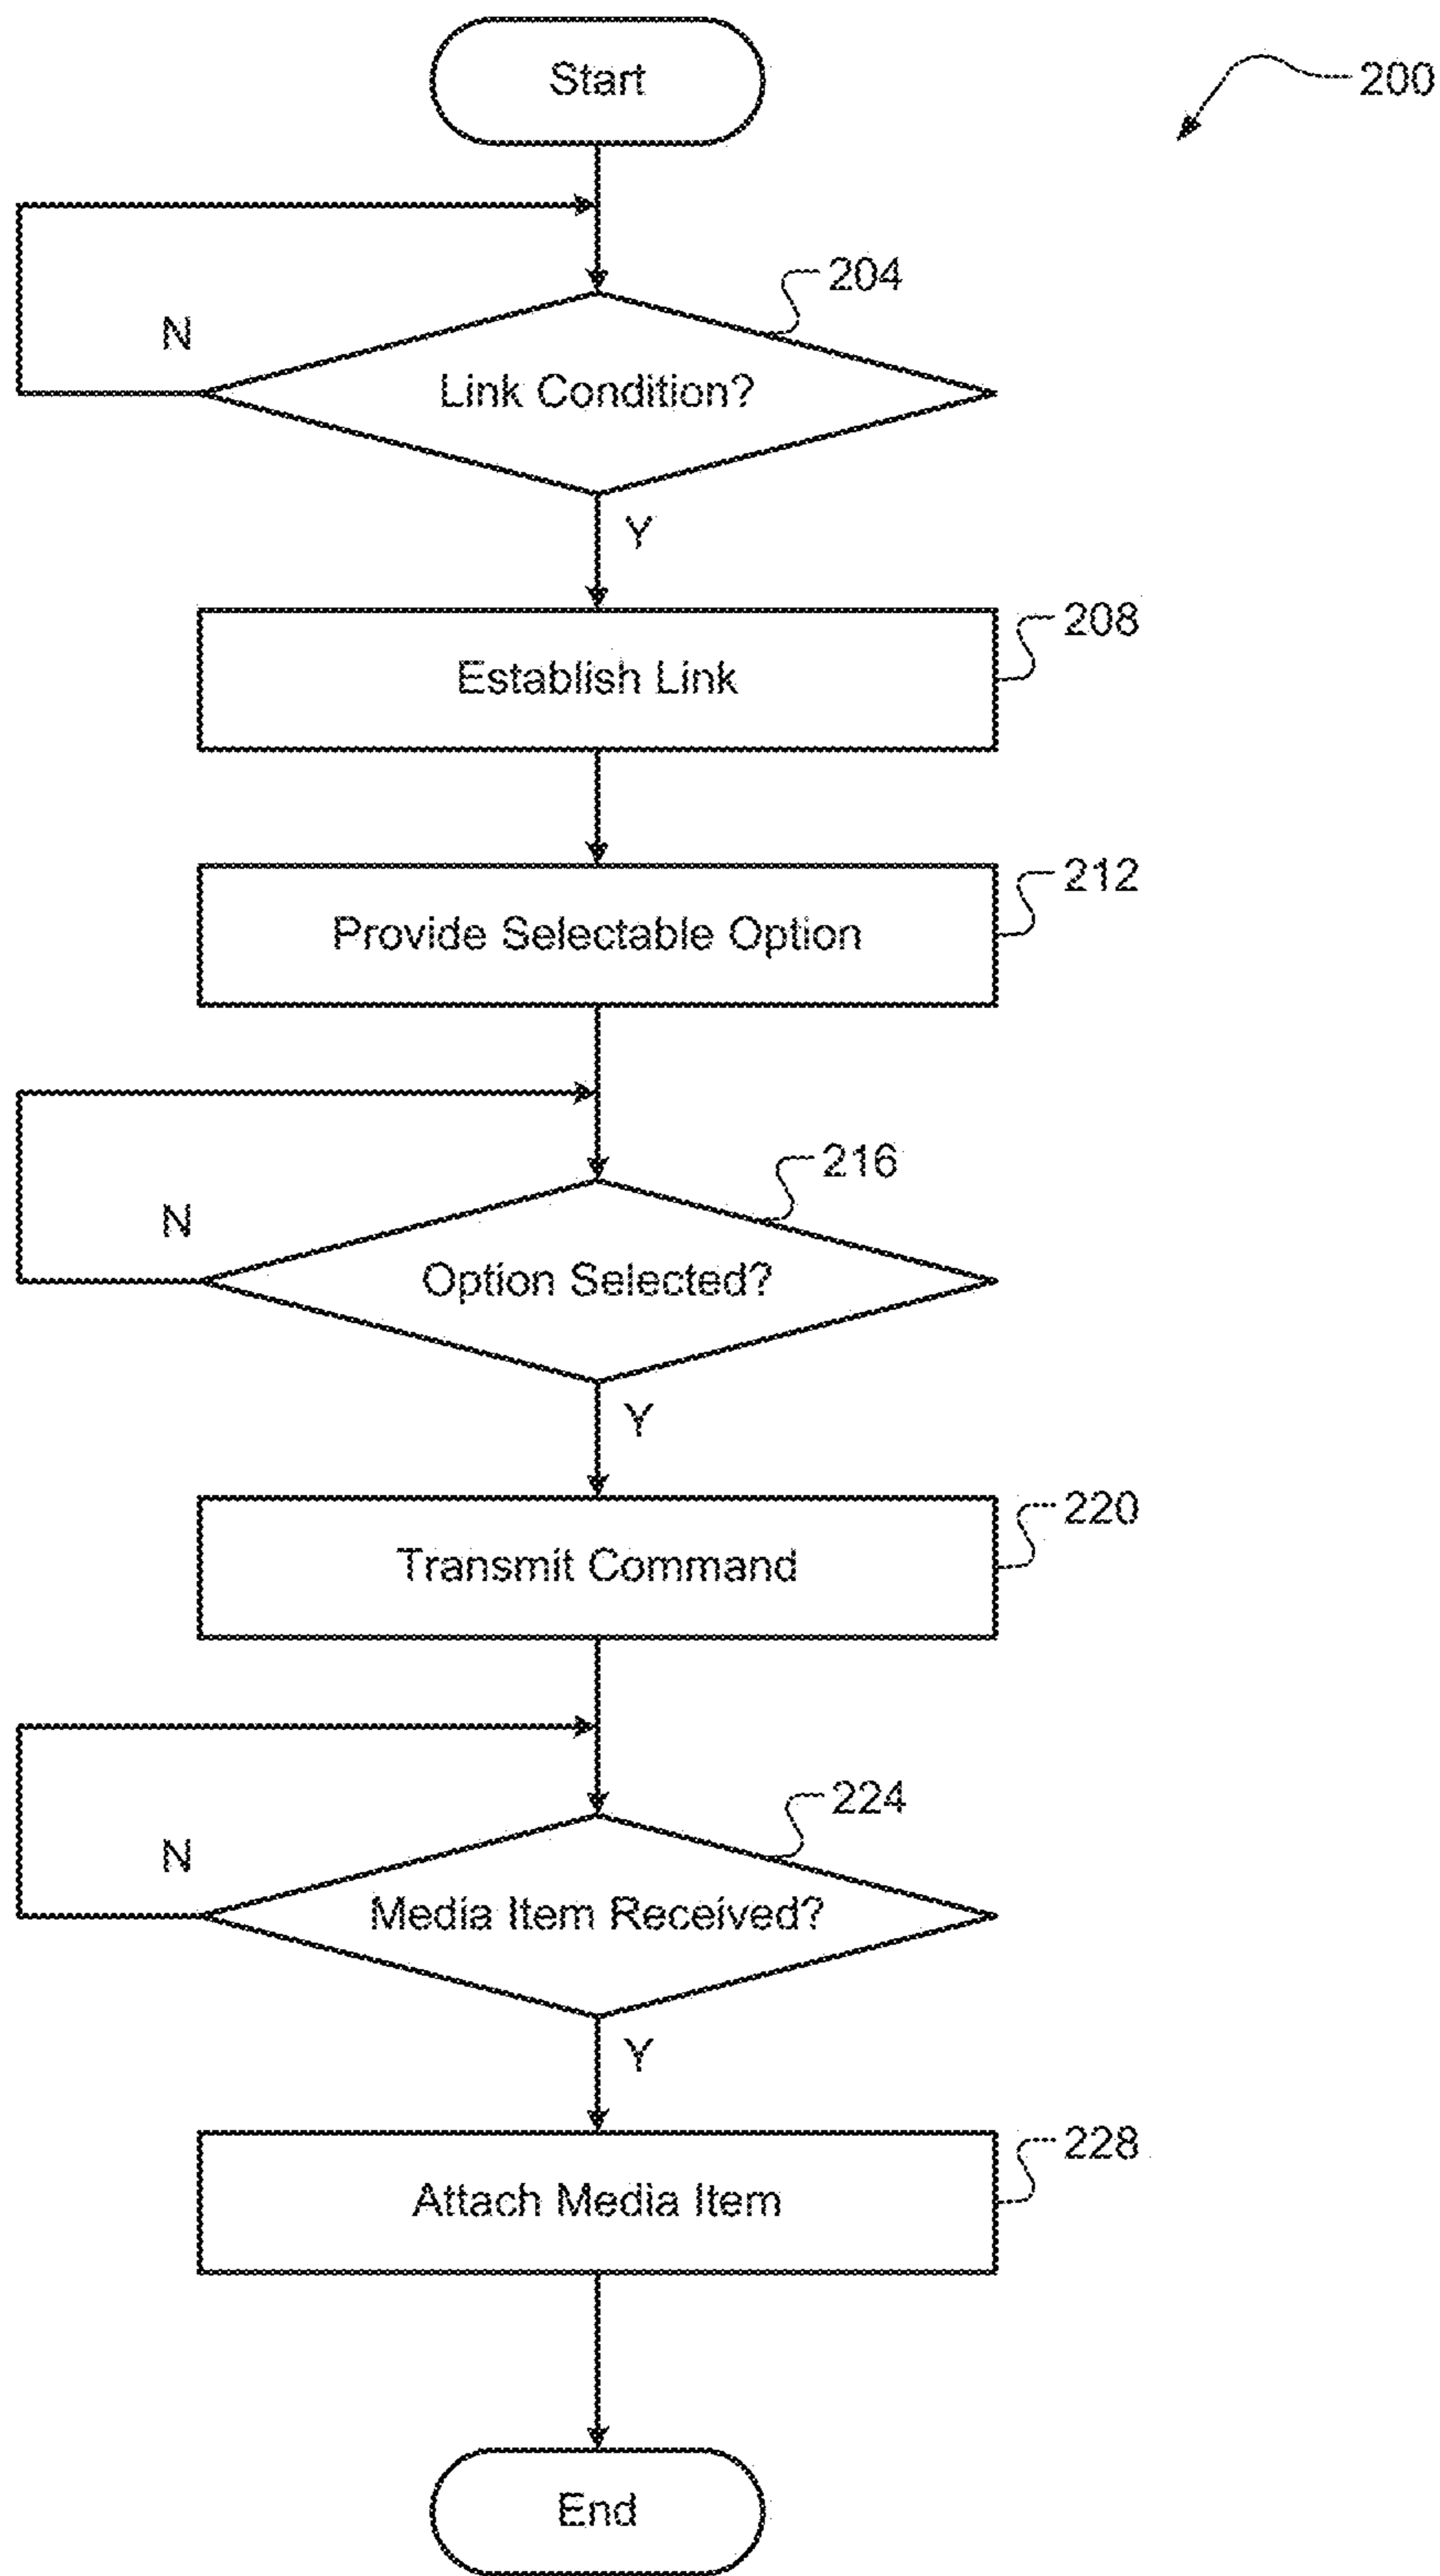 Start
200
204
N
Link Condition?
Y
208
Establish Link
212
Provide Selectable Option
216
N
Option Selected?
Y
220
Transmit Command
224
N
Media Item Received?
Y
228
Attach Media Item
End